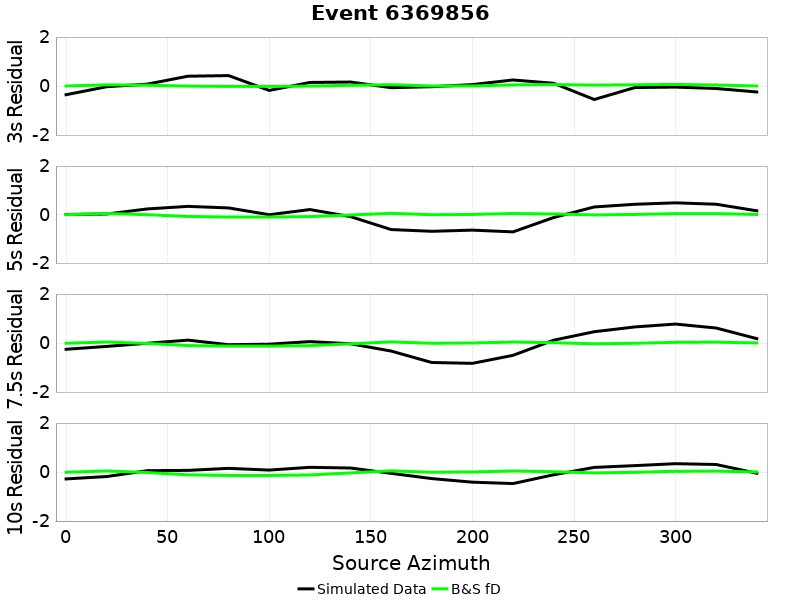 Event 6369856
3s Residual
2
0
-2
5s Residual
2
0
-2
7.5s Residual
2
0
-2
10s Residual
2
0
-2
0 50 100 150 200 250 300
Source Azimuth
Simulated Data B&S fD